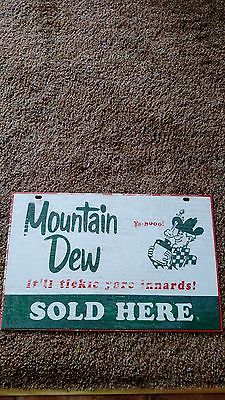 Mountain
Dew
Ya-hooo!
It'll tickle yore innards!
SOLD HERE